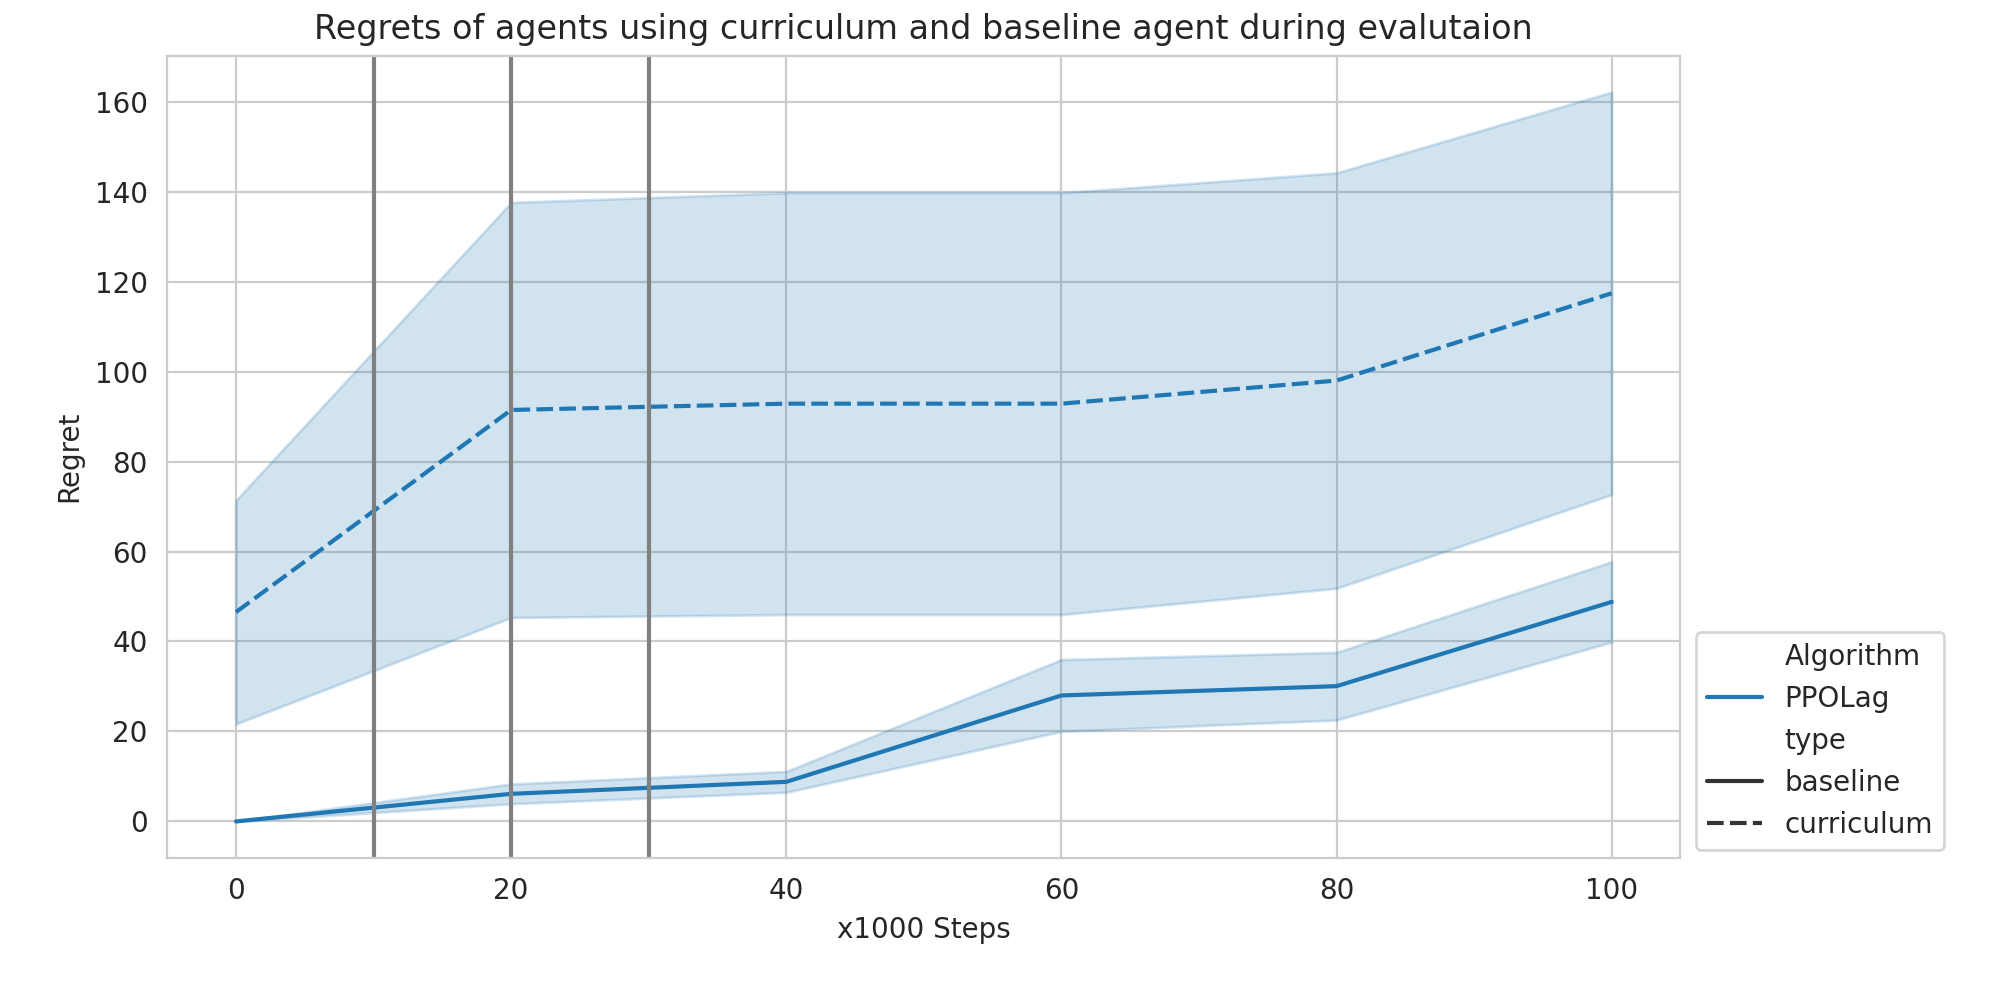 Regrets of agents using curriculum and baseline agent during evalutaion
160
140
120
100
80
60
40
20
0
Regret
0 20 40 60 80 100
x1000 Steps
Algorithm
PPOLag
type
baseline
curriculum